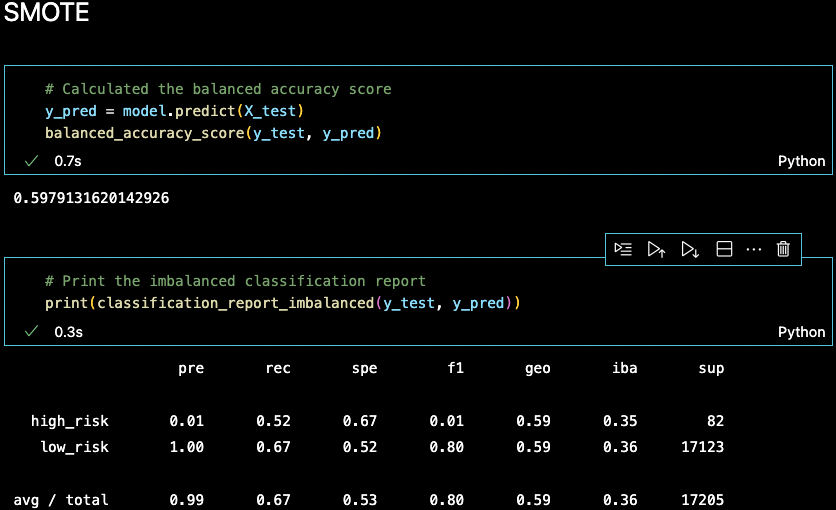 SMOTE
# Calculated the balanced accuracy score
y_pred = model.predict(X_test)
balanced_accuracy_score(y_test, y_pred)
0.7s
Python
0.5979131620142926
# Print the imbalanced classification report
print(classification_report_imbalanced(y_test, y_pred))
0.3s
Python
pre rec spe f1 geo iba sup
high_risk 0.01 0.52 0.67 0.01 0.59 0.35 82
low_risk 1.00 0.67 0.52 0.80 0.59 0.36 17123
avg / total 0.99 0.67 0.53 0.80 0.59 0.36 17205